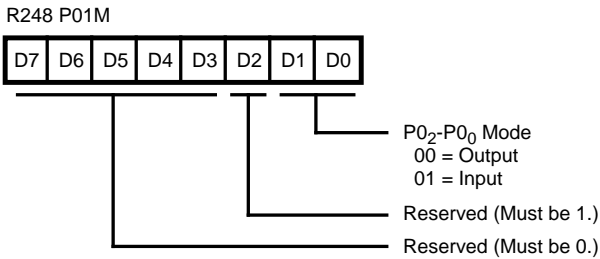 R248 P01M
D7 D6 D5 D4 D3 D2 D1 D0
P0₂-P0₀ Mode
00 = Output
01 = Input
Reserved (Must be 1.)
Reserved (Must be 0.)